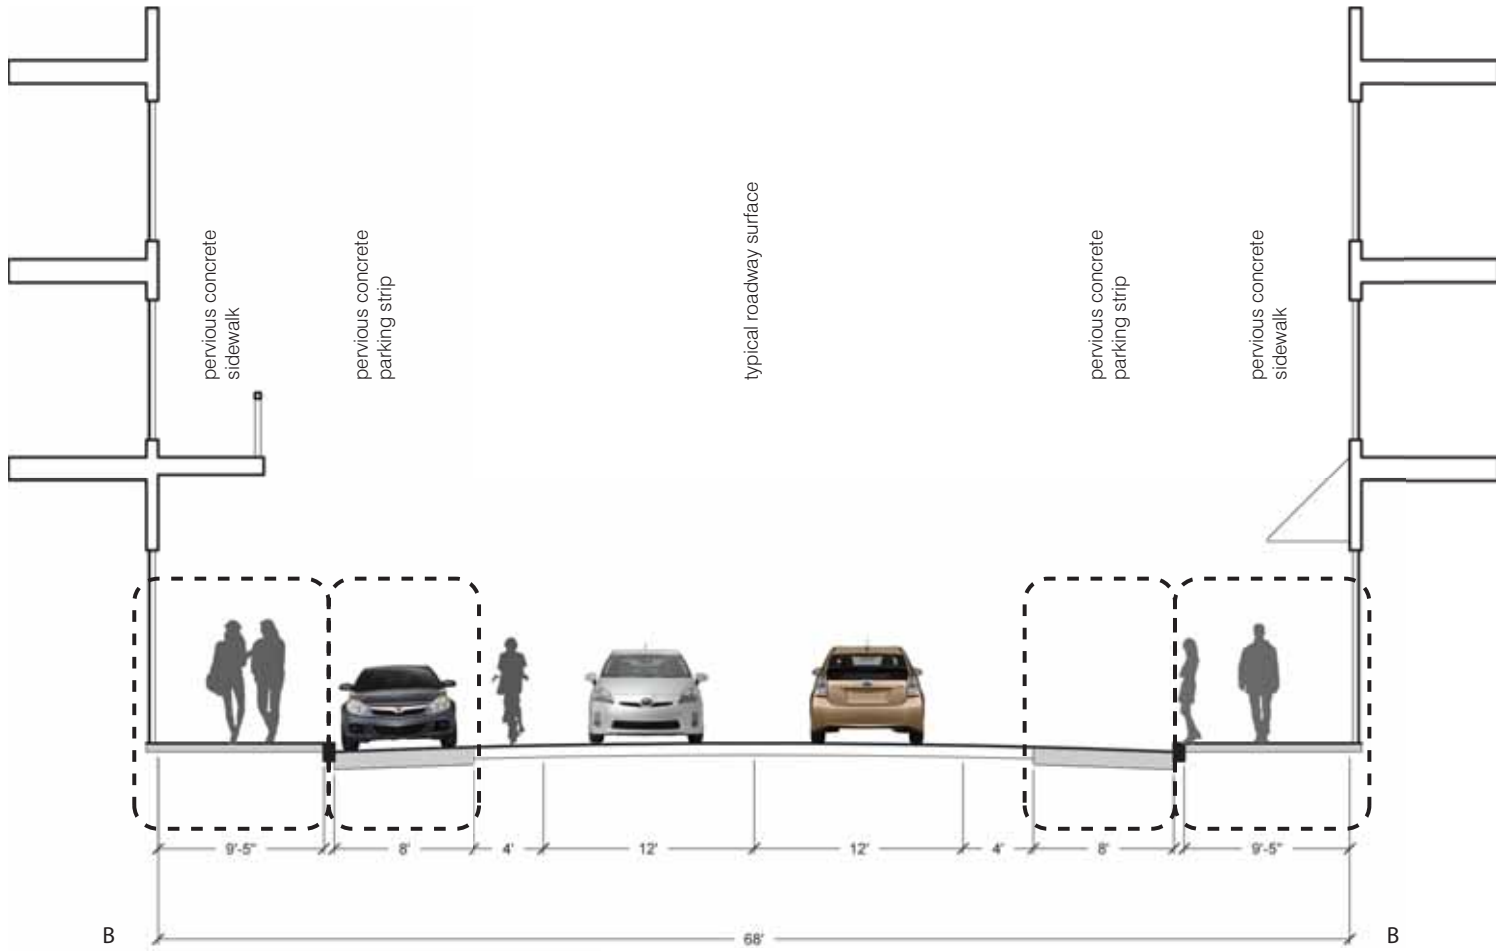 pervious concrete
sidewalk
pervious concrete
parking strip
typical roadway surface
pervious concrete
parking strip
pervious concrete
sidewalk
9'-5"
8'
4'
12'
12'
4'
8'
9'-5"
B
68'
B